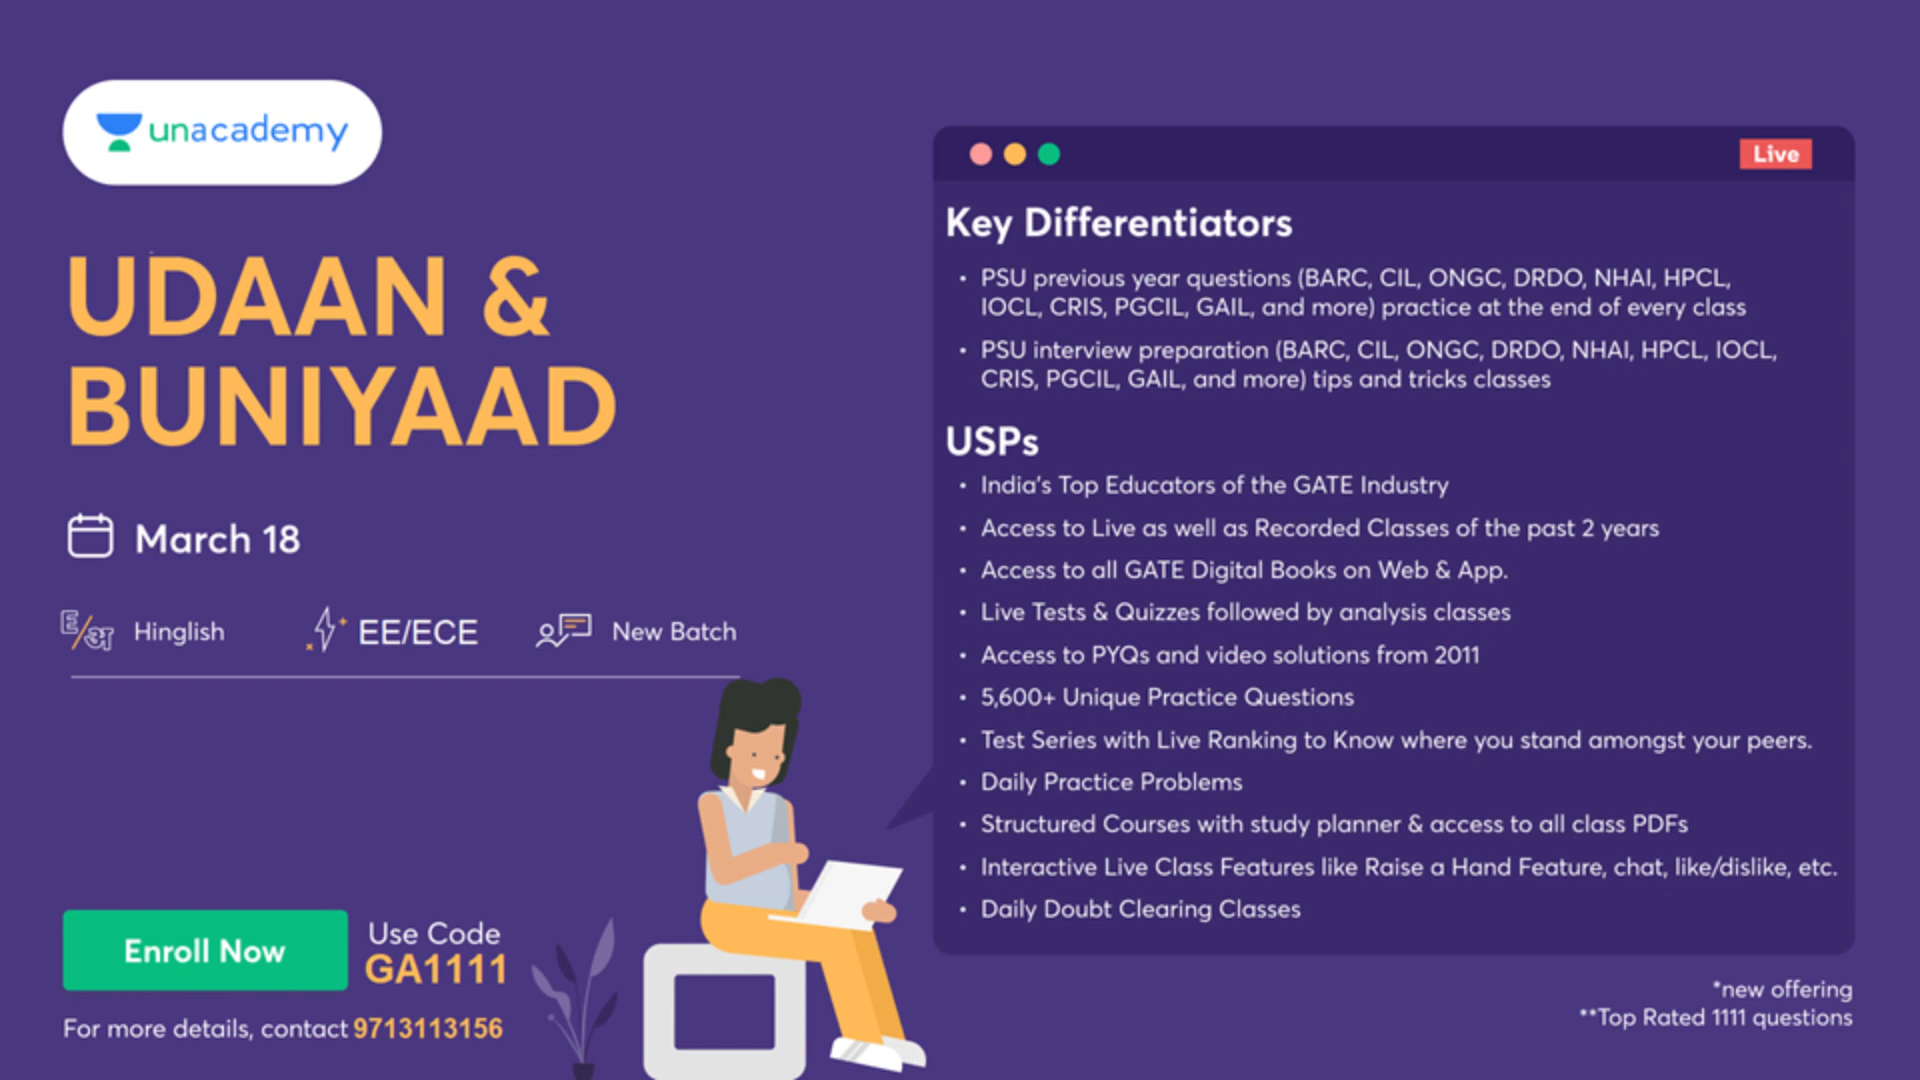 unacademy
UDAAN &
BUNIYAAD
March 18
E/अ Hinglish
EE/ECE
New Batch
Enroll Now
Use Code
GA1111
For more details, contact 9713113156
Live
Key Differentiators
• PSU previous year questions (BARC, CIL, ONGC, DRDO, NHAI, HPCL,
IOCL, CRIS, PGCIL, GAIL, and more) practice at the end of every class
• PSU interview preparation (BARC, CIL, ONGC, DRDO, NHAI, HPCL, IOCL,
CRIS, PGCIL, GAIL, and more) tips and tricks classes
USPs
• India's Top Educators of the GATE Industry
• Access to Live as well as Recorded Classes of the past 2 years
• Access to all GATE Digital Books on Web & App.
• Live Tests & Quizzes followed by analysis classes
• Access to PYQs and video solutions from 2011
• 5,600+ Unique Practice Questions
• Test Series with Live Ranking to Know where you stand amongst your peers.
• Daily Practice Problems
• Structured Courses with study planner & access to all class PDFs
• Interactive Live Class Features like Raise a Hand Feature, chat, like/dislike, etc.
• Daily Doubt Clearing Classes
*new offering
**Top Rated 1111 questions